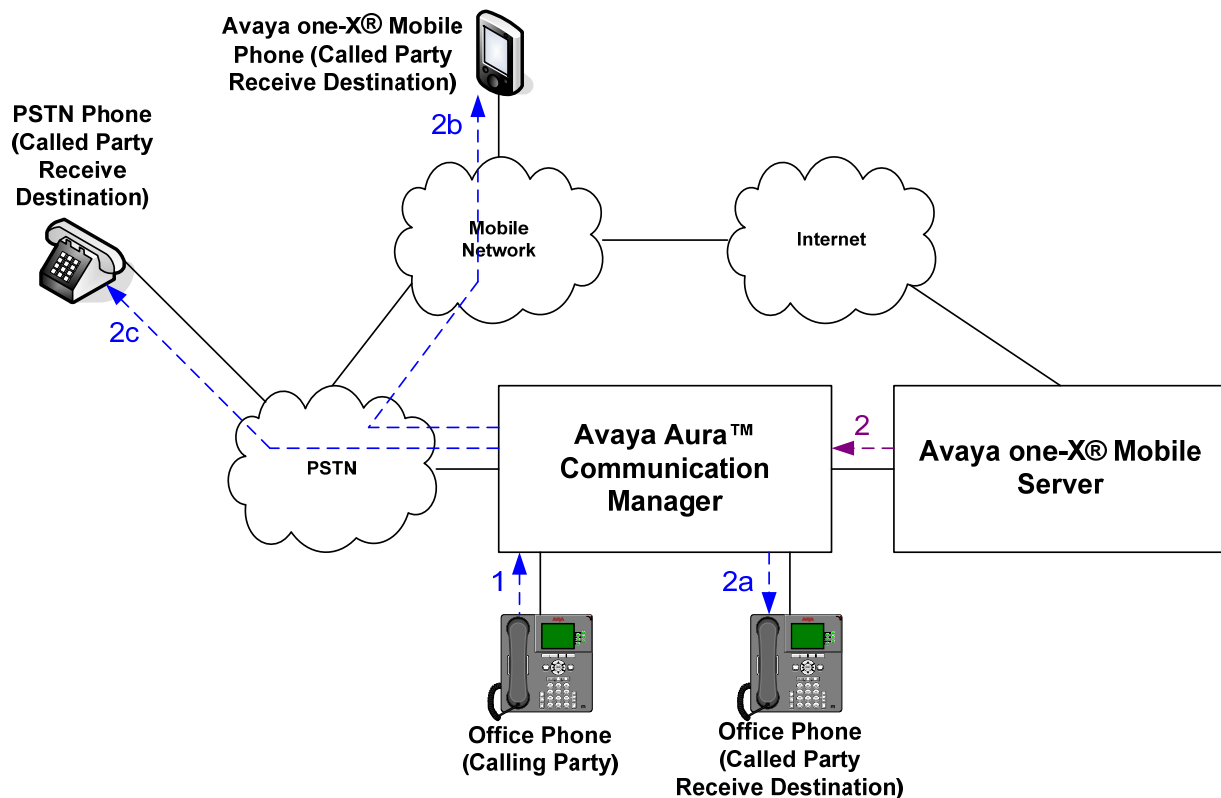 Avaya one-X® Mobile
Phone (Called Party
Receive Destination)
PSTN Phone
(Called Party
Receive
Destination)
2b
Mobile
Network
Internet
2c
PSTN
Avaya Aura™
Communication
Manager
2
Avaya one-X® Mobile
Server
1
2a
Office Phone
(Calling Party)
Office Phone
(Called Party
Receive Destination)